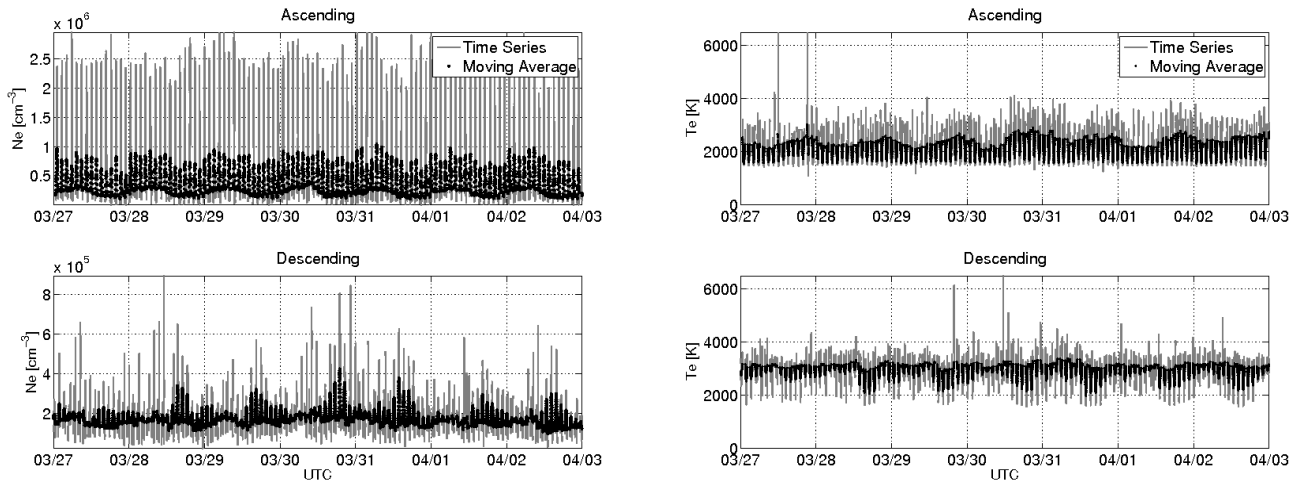 Ascending
x 10^6
Ne [cm^-3]
2.5
2
1.5
1
0.5
Time Series
Moving Average
03/27 03/28 03/29 03/30 03/31 04/01 04/02 04/03
Ascending
Te [K]
6000
4000
2000
0
Time Series
Moving Average
03/27 03/28 03/29 03/30 03/31 04/01 04/02 04/03
Descending
x 10^5
Ne [cm^-3]
8
6
4
2
03/27 03/28 03/29 03/30 03/31 04/01 04/02 04/03
UTC
Descending
Te [K]
6000
4000
2000
0
03/27 03/28 03/29 03/30 03/31 04/01 04/02 04/03
UTC